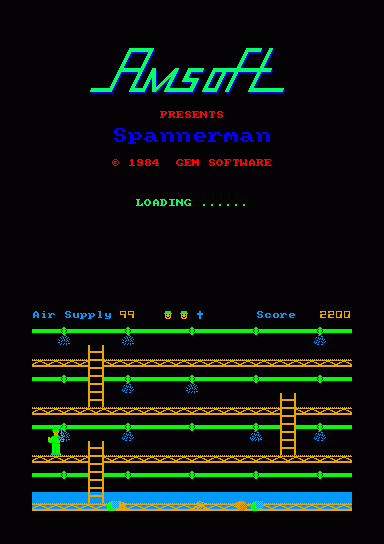 Amsoft
PRESENTS
Spannerman
© 1984 GEM SOFTWARE
LOADING ......
Air Supply 99 Score 2200